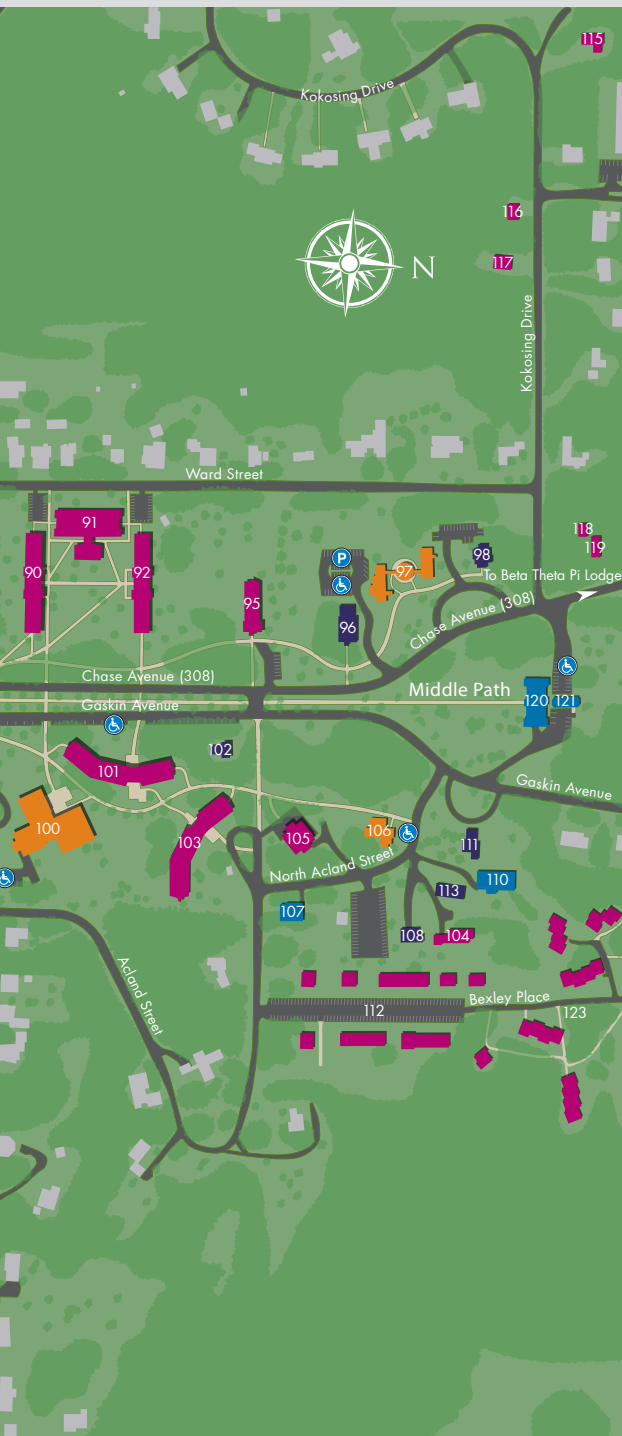 115
Kokosing Drive
116
117
N
Kokosing Drive
Ward Street
91
118
119
90
92
P
98
97
To Beta Theta Pi Lodge
95
96
Chase Avenue (308)
Chase Avenue (308)
Middle Path
Gaskin Avenue
120
121
102
101
Gaskin Avenue
100
103
105
106
111
North Acland Street
110
113
107
108
104
Acland Street
Bexley Place
112
123